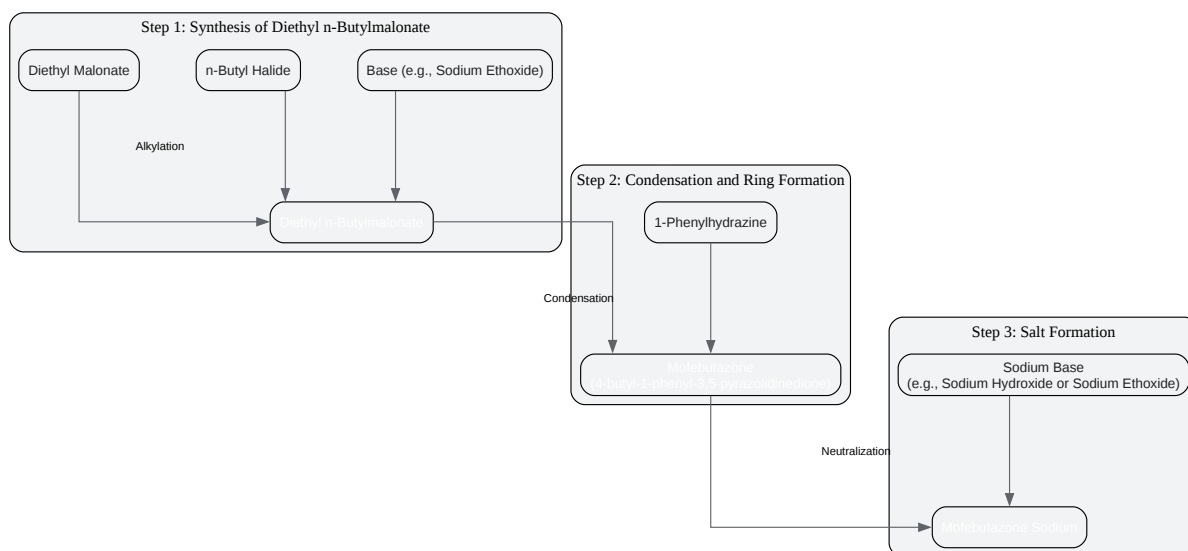 Step 1: Synthesis of Diethyl n-Butylmalonate
Diethyl Malonate
n-Butyl Halide
Base (e.g., Sodium Ethoxide)
Alkylation
Diethyl n-Butylmalonate
Step 2: Condensation and Ring Formation
1-Phenylhydrazine
Condensation
Mofebutazone
(4-butyl-1-phenyl-3,5-pyrazolidinedione)
Step 3: Salt Formation
Sodium Base
(e.g., Sodium Hydroxide or Sodium Ethoxide)
Neutralization
Mofebutazone Sodium